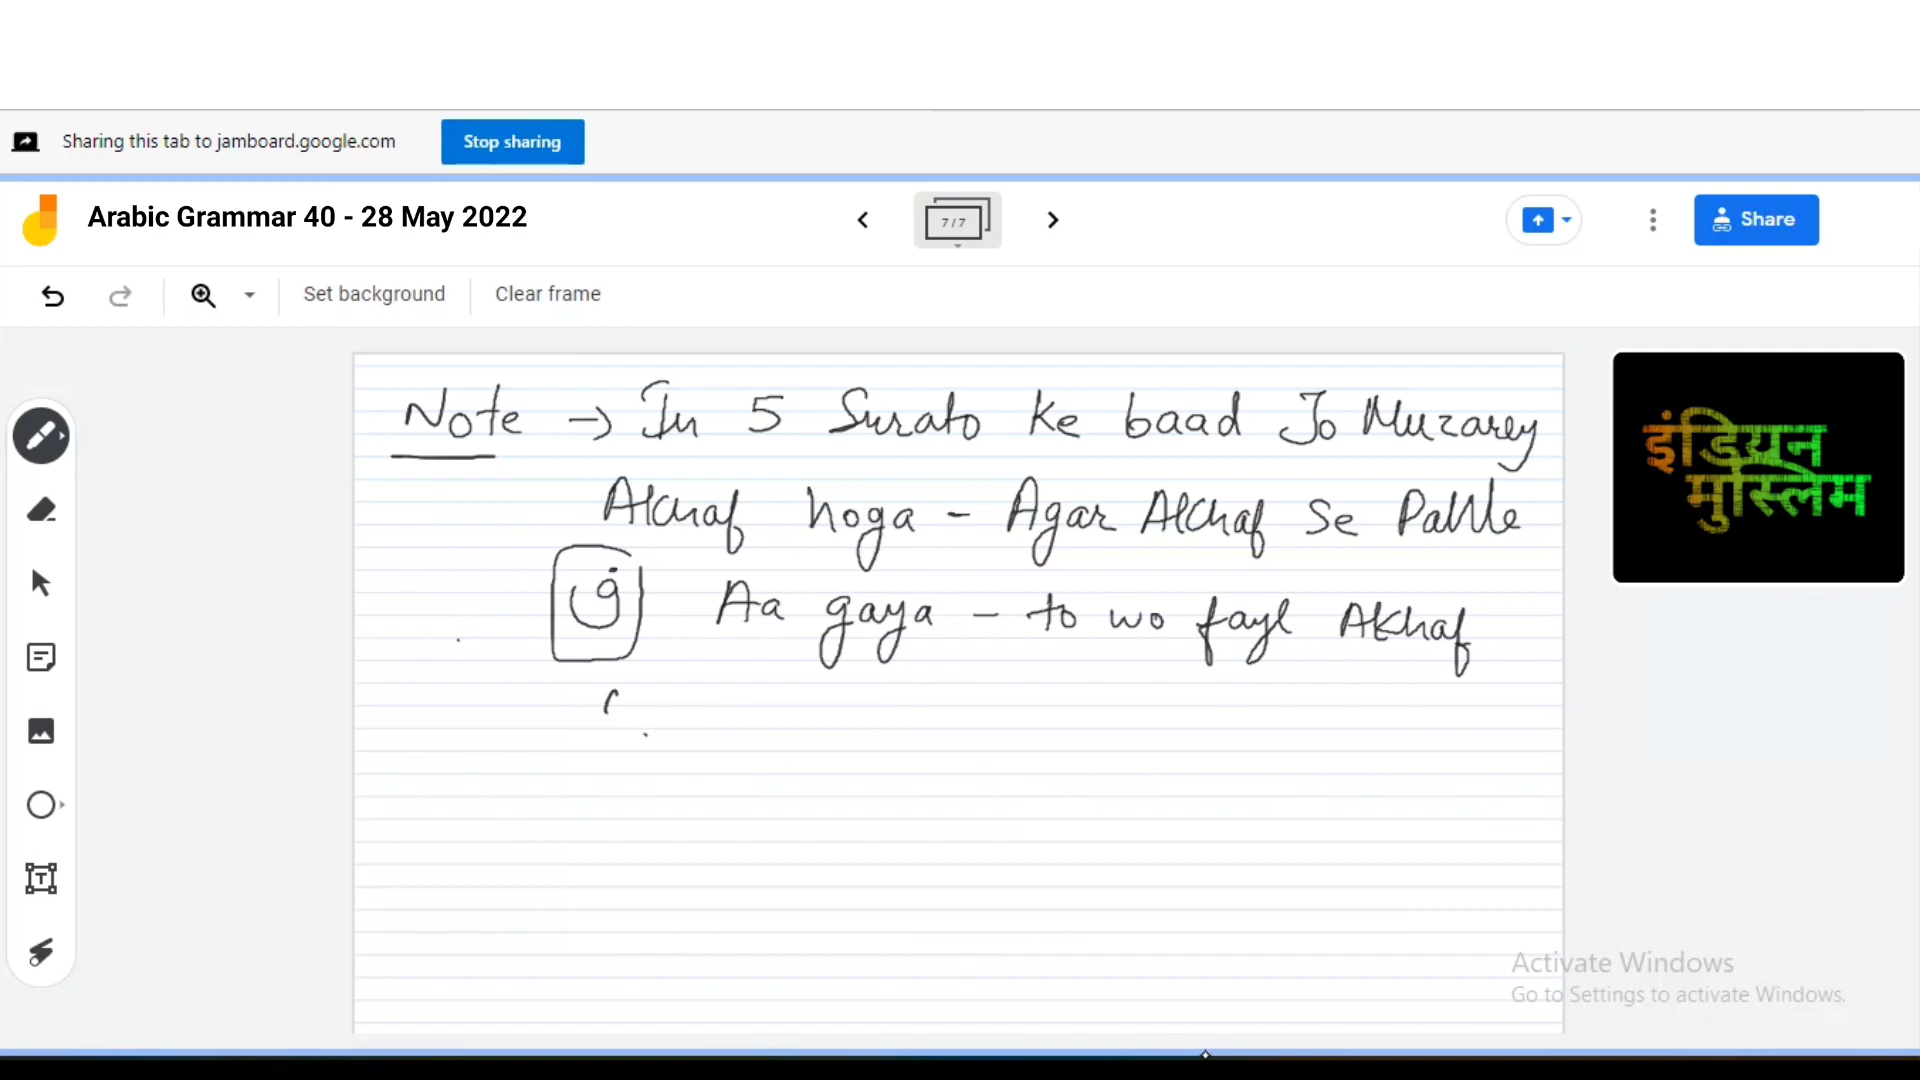 Sharing this tab to jamboard.google.com Stop sharing
Arabic Grammar 40 - 28 May 2022
7 / 7
Share
Set background Clear frame
Note → In 5 Surato Ke baad Jo Muzarey
Akhaf hoga - Agar Akhaf Se Pahle
Aa gaya - to wo fayl Akhaf
इंडियन
मुस्लिम
Activate Windows
Go to Settings to activate Windows.